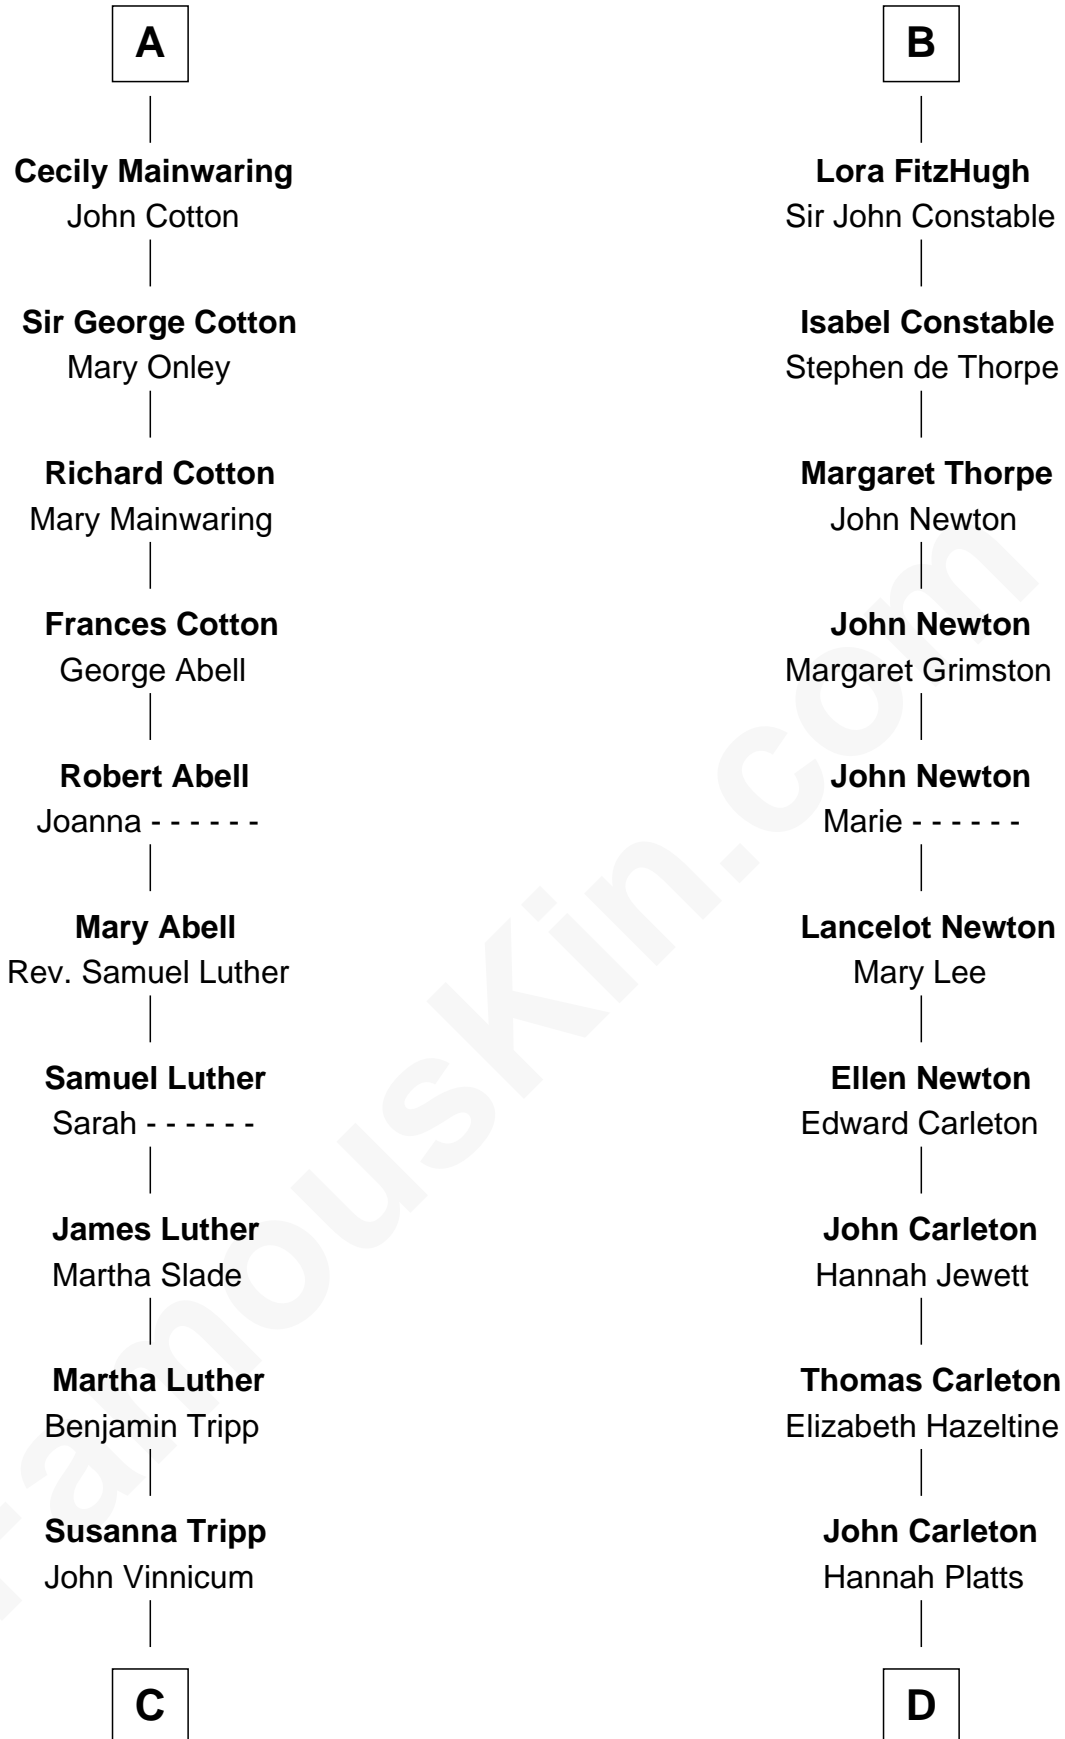 A
Cecily Mainwaring
John Cotton
Sir George Cotton
Mary Onley
Richard Cotton
Mary Mainwaring
Frances Cotton
George Abell
Robert Abell
Joanna - - - - - -
Mary Abell
Rev. Samuel Luther
Samuel Luther
Sarah - - - - - -
James Luther
Martha Slade
Martha Luther
Benjamin Tripp
Susanna Tripp
John Vinnicum
C
B
Lora FitzHugh
Sir John Constable
Isabel Constable
Stephen de Thorpe
Margaret Thorpe
John Newton
John Newton
Margaret Grimston
John Newton
Marie - - - - - -
Lancelot Newton
Mary Lee
Ellen Newton
Edward Carleton
John Carleton
Hannah Jewett
Thomas Carleton
Elizabeth Hazeltine
John Carleton
Hannah Platts
D
FamousKin.com